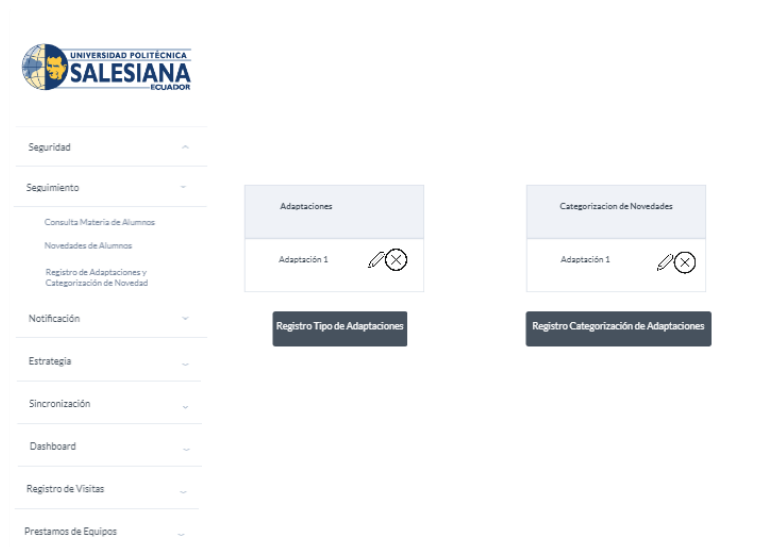 UNIVERSIDAD POLITÉCNICA
SALESIANA
ECUADOR
Seguridad
Seguimiento
Consulta Materia de Alumnos
Novedades de Alumnos
Registro de Adaptaciones y
Categorización de Novedad
Notificación
Estrategia
Sincronización
Dashboard
Registro de Visitas
Prestamos de Equipos
Adaptaciones
Adaptación 1
Registro Tipo de Adaptaciones
Categorizacion de Novedades
Adaptación 1
Registro Categorización de Adaptaciones